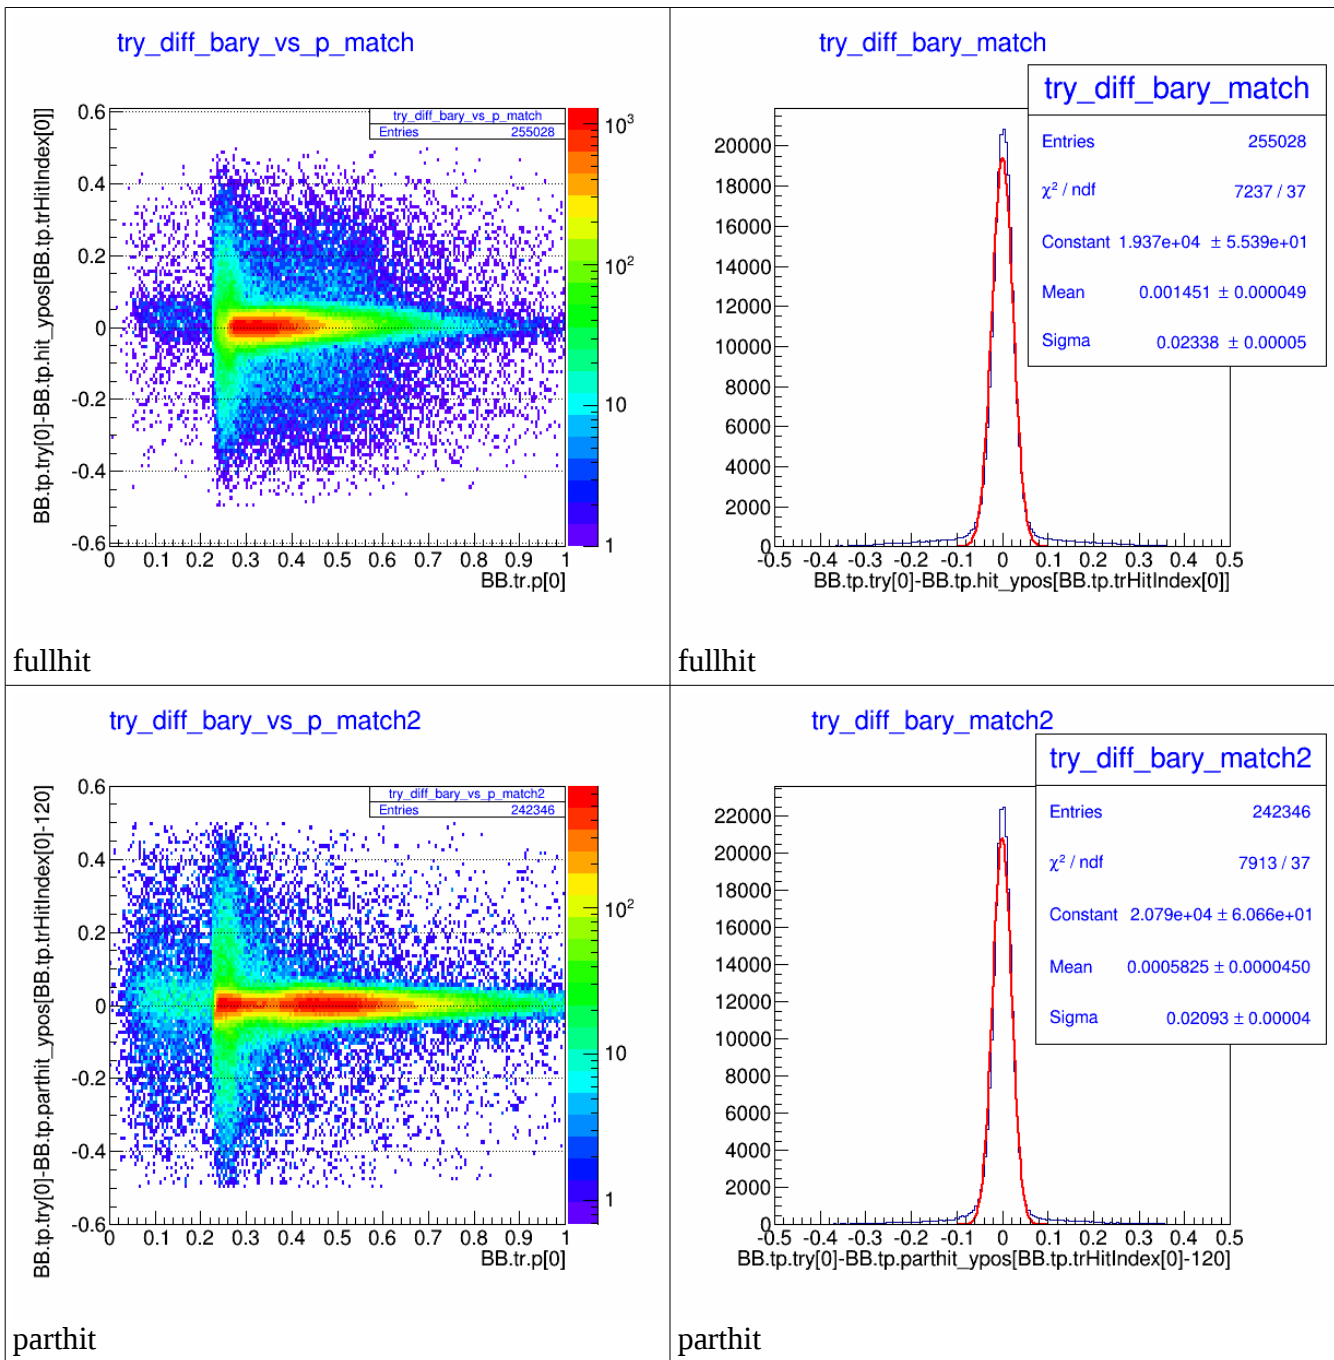 try_diff_bary_vs_p_match
BB.tp.try[0]-BB.tp.hit_ypos[BB.tp.trHitIndex[0]]
try_diff_bary_vs_p_match
Entries 255028
0.6
0.4
0.2
0
-0.2
-0.4
-0.6
0 0.1 0.2 0.3 0.4 0.5 0.6 0.7 0.8 0.9 1
BB.tr.p[0]
10³
10²
10
1
fullhit
try_diff_bary_match
try_diff_bary_match
Entries 255028
χ² / ndf 7237 / 37
Constant 1.937e+04 ± 5.539e+01
Mean 0.001451 ± 0.000049
Sigma 0.02338 ± 0.00005
20000
18000
16000
14000
12000
10000
8000
6000
4000
2000
0
-0.5 -0.4 -0.3 -0.2 -0.1 0 0.1 0.2 0.3 0.4 0.5
BB.tp.try[0]-BB.tp.hit_ypos[BB.tp.trHitIndex[0]]
fullhit
try_diff_bary_vs_p_match2
BB.tp.try[0]-BB.tp.parthit_ypos[BB.tp.trHitIndex[0]-120]
try_diff_bary_vs_p_match2
Entries 242346
0.6
0.4
0.2
0
-0.2
-0.4
-0.6
0 0.1 0.2 0.3 0.4 0.5 0.6 0.7 0.8 0.9 1
BB.tr.p[0]
10²
10
1
parthit
try_diff_bary_match2
try_diff_bary_match2
Entries 242346
χ² / ndf 7913 / 37
Constant 2.079e+04 ± 6.066e+01
Mean 0.0005825 ± 0.0000450
Sigma 0.02093 ± 0.00004
22000
20000
18000
16000
14000
12000
10000
8000
6000
4000
2000
0
-0.5 -0.4 -0.3 -0.2 -0.1 0 0.1 0.2 0.3 0.4 0.5
BB.tp.try[0]-BB.tp.parthit_ypos[BB.tp.trHitIndex[0]-120]
parthit